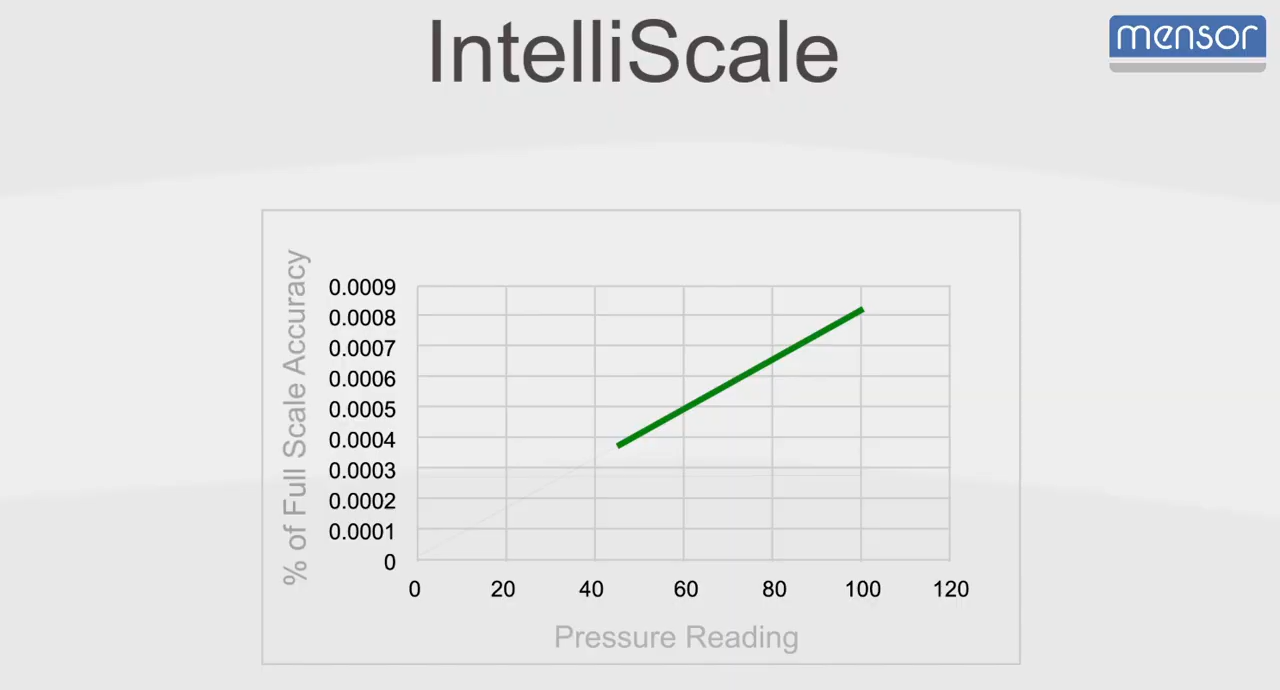 IntelliScale
mensor
% of Full Scale Accuracy
0.0009
0.0008
0.0007
0.0006
0.0005
0.0004
0.0003
0.0002
0.0001
0
0 20 40 60 80 100 120
Pressure Reading